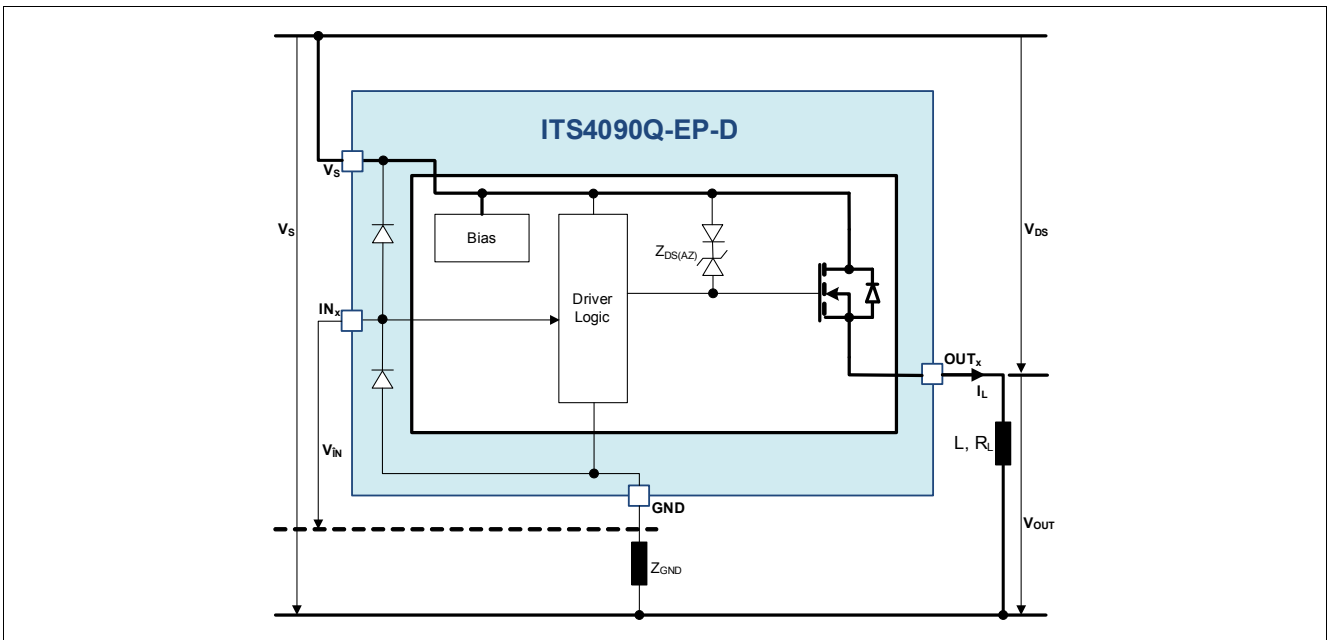 ITS4090Q-EP-D
VS
VS
VDS
Bias
ZDS(AZ)
Driver
Logic
INx
OUTx
IL
VIN
L, RL
GND
VOUT
ZGND